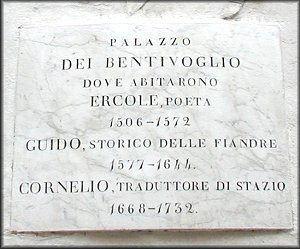 PALAZZO
DEI BENTIVOGLIO
DOVE ABITARONO
ERCOLE, POETA
1506-1572
GUIDO, STORICO DELLE FIANDRE
1577-1644.
CORNELIO, TRADUTTORE DI STAZIO
1668-1732.